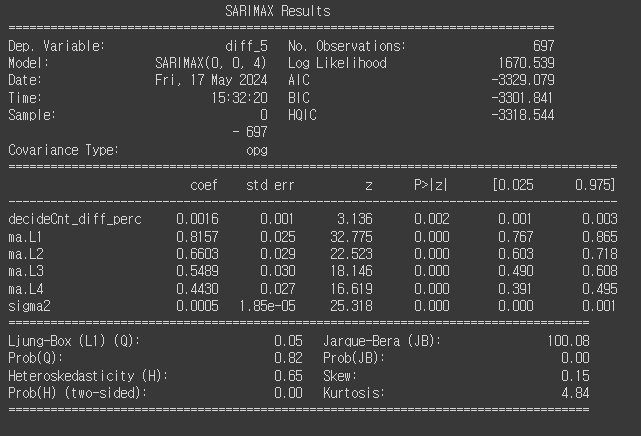 SARIMAX Results
==============================================================================
Dep. Variable: diff_5 No. Observations: 697
Model: SARIMAX(0, 0, 4) Log Likelihood 1670.539
Date: Fri, 17 May 2024 AIC -3329.079
Time: 15:32:20 BIC -3301.841
Sample: 0 HQIC -3318.544
- 697
Covariance Type: opg
=======================================================================================
coef std err z P>|z| [0.025 0.975]
---------------------------------------------------------------------------------------
decideCnt_diff_perc 0.0016 0.001 3.136 0.002 0.001 0.003
ma.L1 0.8157 0.025 32.775 0.000 0.767 0.865
ma.L2 0.6603 0.029 22.523 0.000 0.603 0.718
ma.L3 0.5489 0.030 18.146 0.000 0.490 0.608
ma.L4 0.4430 0.027 16.619 0.000 0.391 0.495
sigma2 0.0005 1.85e-05 25.318 0.000 0.000 0.001
===================================================================================
Ljung-Box (L1) (Q): 0.05 Jarque-Bera (JB): 100.08
Prob(Q): 0.82 Prob(JB): 0.00
Heteroskedasticity (H): 0.65 Skew: 0.15
Prob(H) (two-sided): 0.00 Kurtosis: 4.84
===================================================================================